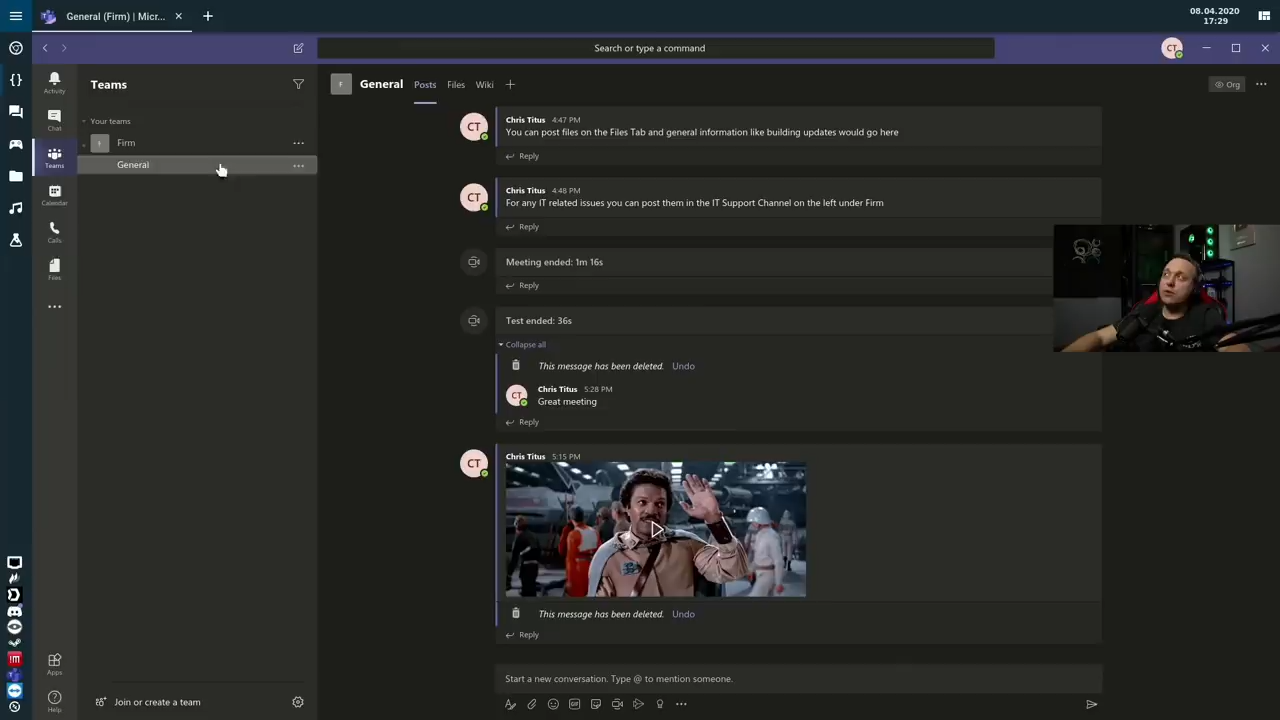 General (Firm) | Micr...
08.04.2020
17:29
Search or type a command
CT
Activity
Chat
Teams
Calendar
Calls
Files
Apps
Help
Teams
Your teams
F
Firm
General
Join or create a team
F
General
Posts
Files
Wiki
Org
CT
Chris Titus 4:47 PM
You can post files on the Files Tab and general information like building updates would go here
Reply
CT
Chris Titus 4:48 PM
For any IT related issues you can post them in the IT Support Channel on the left under Firm
Reply
Meeting ended: 1m 16s
Reply
Test ended: 36s
Collapse all
This message has been deleted. Undo
CT
Chris Titus 5:28 PM
Great meeting
Reply
CT
Chris Titus 5:15 PM
This message has been deleted. Undo
Reply
Start a new conversation. Type @ to mention someone.
GIF